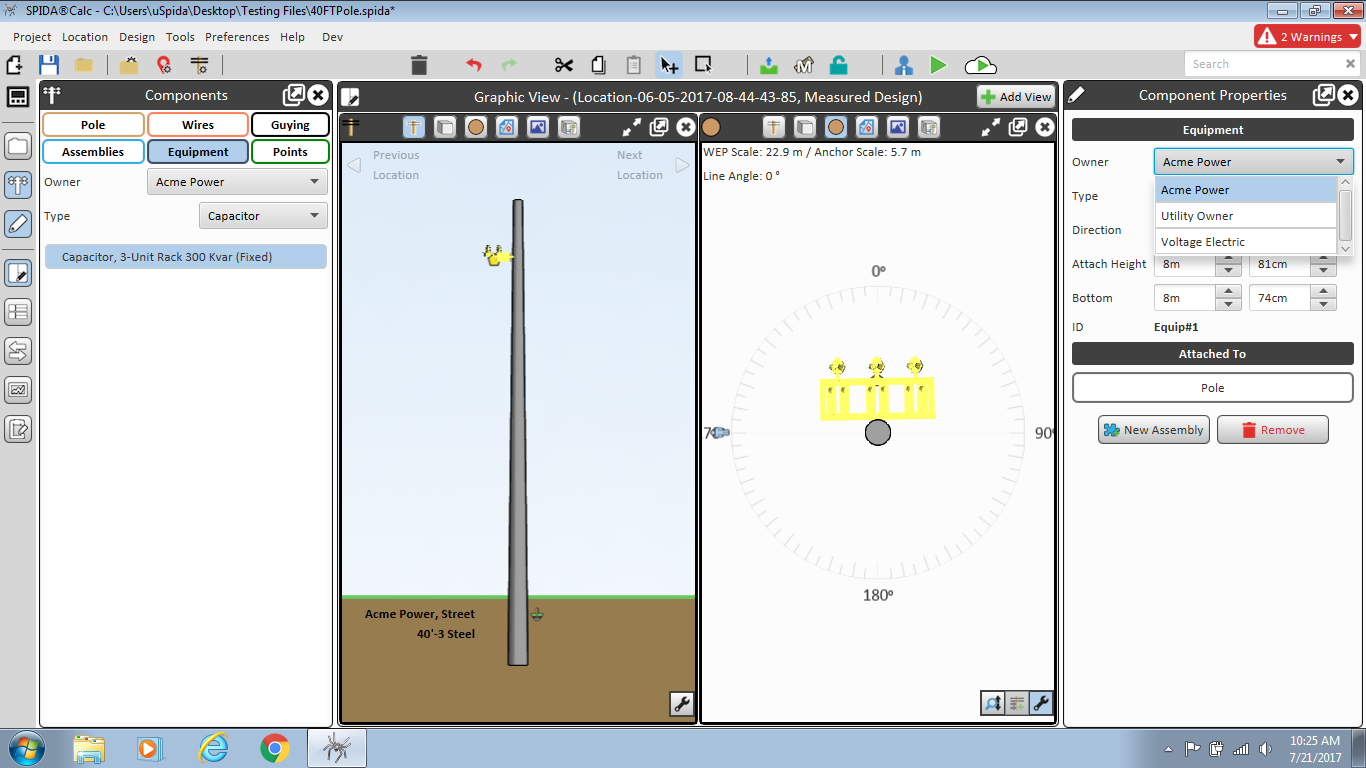 SPIDA®Calc - C:\Users\uSpida\Desktop\Testing Files\40FTPole.spida*
Project Location Design Tools Preferences Help Dev
2 Warnings
Search
Components
Pole Wires Guying
Assemblies Equipment Points
Owner Acme Power
Type Capacitor
Capacitor, 3-Unit Rack 300 Kvar (Fixed)
Graphic View - (Location-06-05-2017-08-44-43-85, Measured Design)
Add View
Previous
Location
Next
Location
Acme Power, Street
40'-3 Steel
WEP Scale: 22.9 m / Anchor Scale: 5.7 m
Line Angle: 0 °
0º
7
90º
180º
Component Properties
Equipment
Owner Acme Power
Acme Power
Utility Owner
Voltage Electric
Type
Direction
Attach Height 8m 81cm
Bottom 8m 74cm
ID Equip#1
Attached To
Pole
New Assembly Remove
10:25 AM
7/21/2017